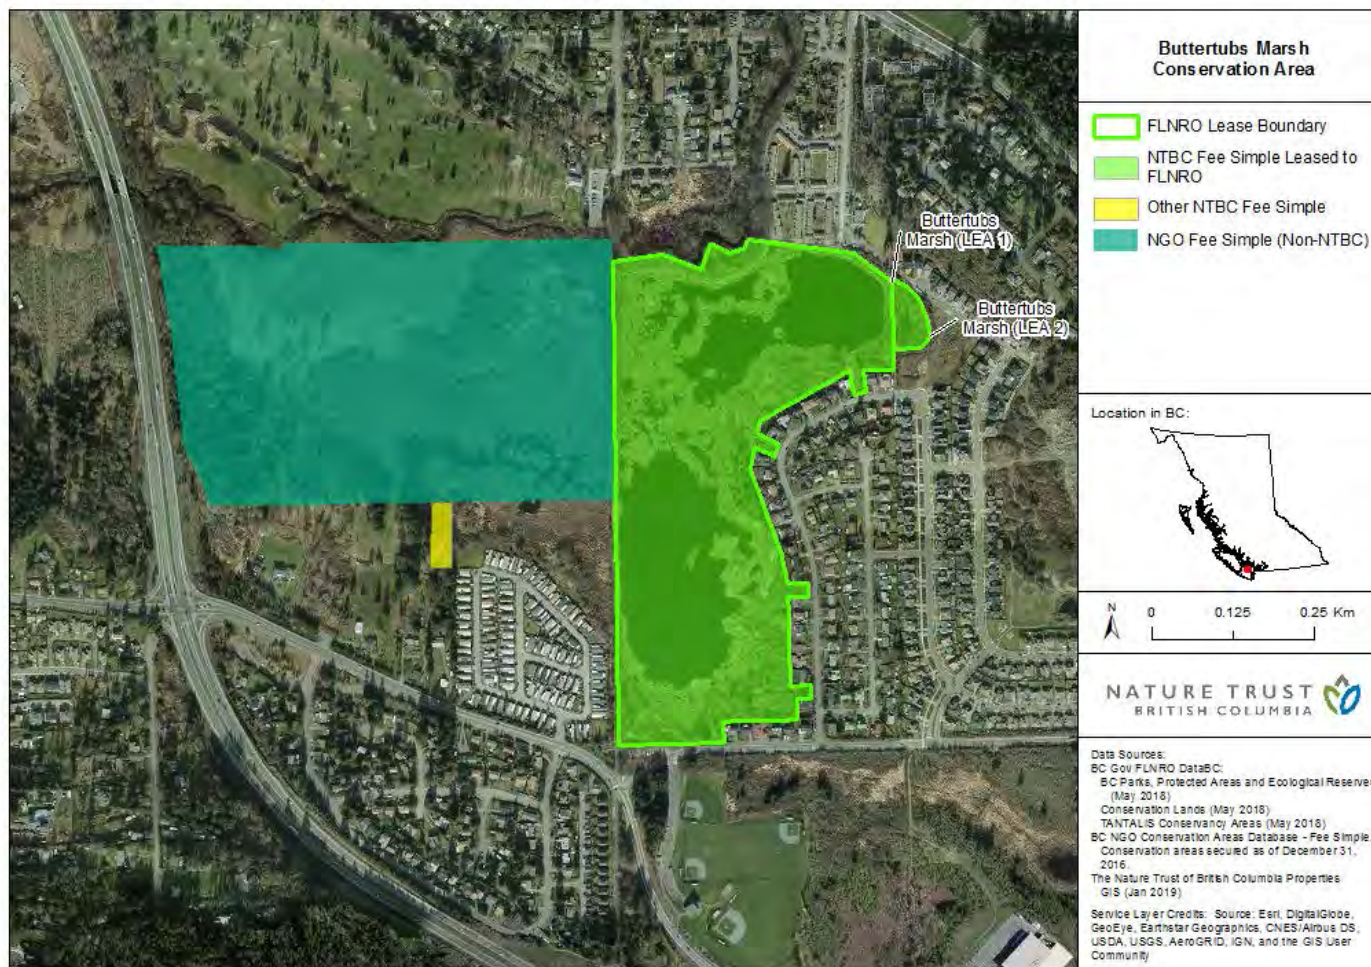 Buttertubs Marsh
Conservation Area
FLNRO Lease Boundary
NTBC Fee Simple Leased to
FLNRO
Other NTBC Fee Simple
NGO Fee Simple (Non-NTBC)
Buttertubs
Marsh (LEA 1)
Buttertubs
Marsh (LEA 2)
Location in BC:
N
0 0.125 0.25 Km
NATURE TRUST
BRITISH COLUMBIA
Data Sources:
BC Gov FLNRO DataBC:
BC Parks, Protected Areas and Ecological Reserve
(May 2018)
Conservation Lands (May 2018)
TANTALIS Conservancy Areas (May 2018)
BC NGO Conservation Areas Database - Fee Simple.
Conservation areas secured as of December 31,
2016.
The Nature Trust of British Columbia Properties
GIS (Jan 2019)
Service Layer Credits: Source: Esri, DigitalGlobe,
GeoEye, Earthstar Geographics, CNES/Airbus DS,
USDA, USGS, AeroGRID, IGN, and the GIS User
Community